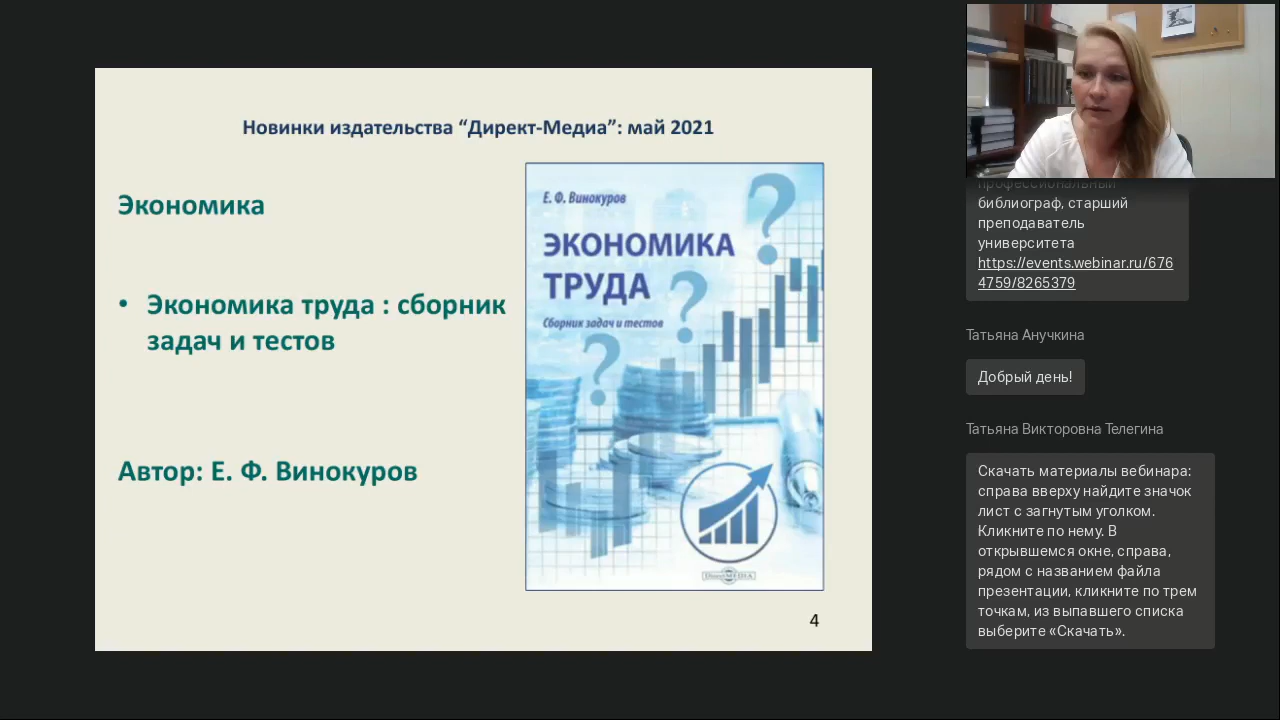 Новинки издательства “Директ-Медиа”: май 2021
Экономика
• Экономика труда : сборник
задач и тестов
Автор: Е. Ф. Винокуров
Е. Ф. Винокуров
ЭКОНОМИКА
ТРУДА
Сборник задач и тестов
4
профессиональный
библиограф, старший
преподаватель
университета
https://events.webinar.ru/676
4759/8265379
Татьяна Анучкина
Добрый день!
Татьяна Викторовна Телегина
Скачать материалы вебинара:
справа вверху найдите значок
лист с загнутым уголком.
Кликните по нему. В
открывшемся окне, справа,
рядом с названием файла
презентации, кликните по трем
точкам, из выпавшего списка
выберите «Скачать».